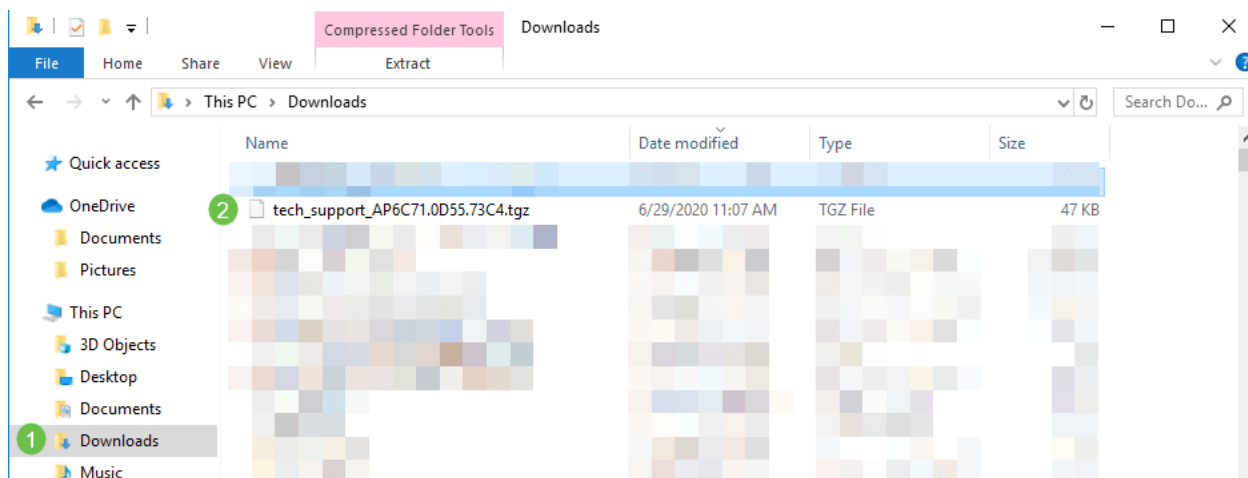 Compressed Folder Tools Downloads
File Home Share View Extract ?
This PC > Downloads Search Do...
Name Date modified Type Size
Quick access
OneDrive
2 tech_support_AP6C71.0D55.73C4.tgz 6/29/2020 11:07 AM TGZ File 47 KB
Documents
Pictures
This PC
3D Objects
Desktop
Documents
1 Downloads
Music